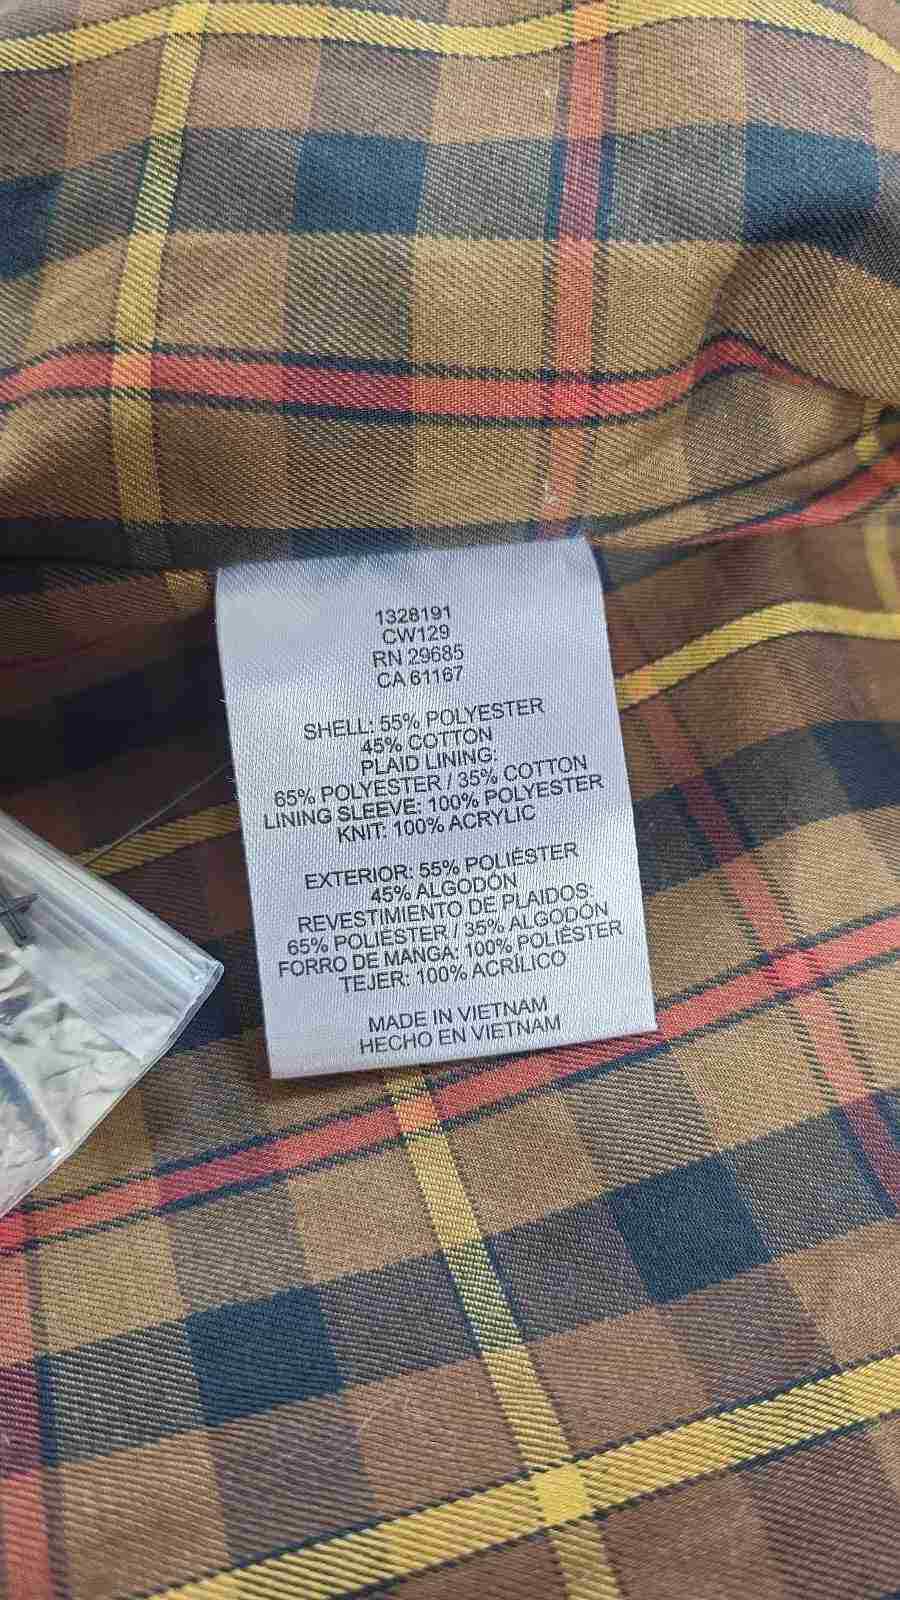 1328191
CW129
RN 29685
CA 61167
SHELL: 55% POLYESTER
45% COTTON
PLAID LINING:
65% POLYESTER / 35% COTTON
LINING SLEEVE: 100% POLYESTER
KNIT: 100% ACRYLIC
EXTERIOR: 55% POLIÉSTER
45% ALGODÓN
REVESTIMIENTO DE PLAIDOS:
65% POLIÉSTER / 35% ALGODÓN
FORRO DE MANGA: 100% POLIÉSTER
TEJER: 100% ACRÍLICO
MADE IN VIETNAM
HECHO EN VIETNAM